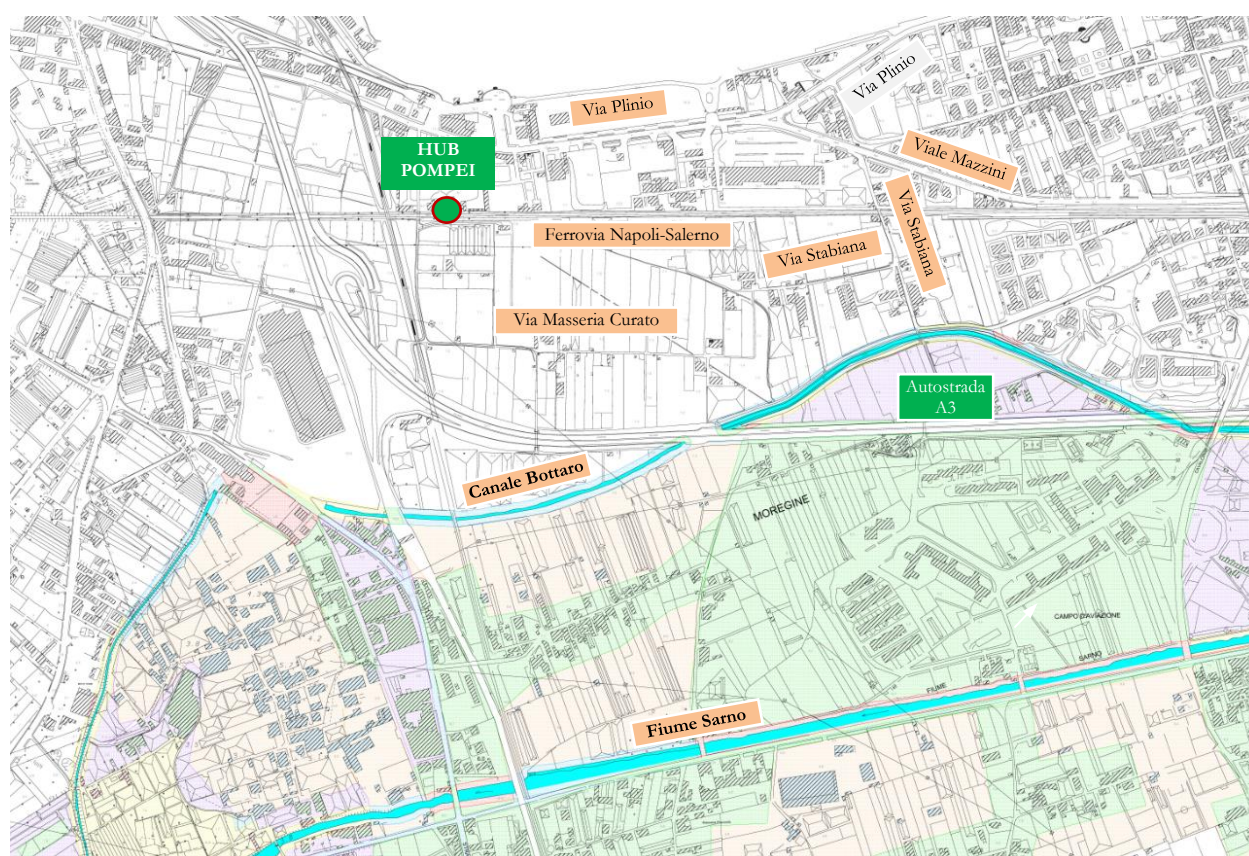 Via Plinio
Via Plinio
HUB
POMPEI
Viale Mazzini
Via Stabiana
Ferrovia Napoli-Salerno
Via Stabiana
Via Masseria Curato
Autostrada
A3
Canale Bottaro
MOREGINE
CAMPO D'AVIAZIONE
SARNO
FIUME
Fiume Sarno